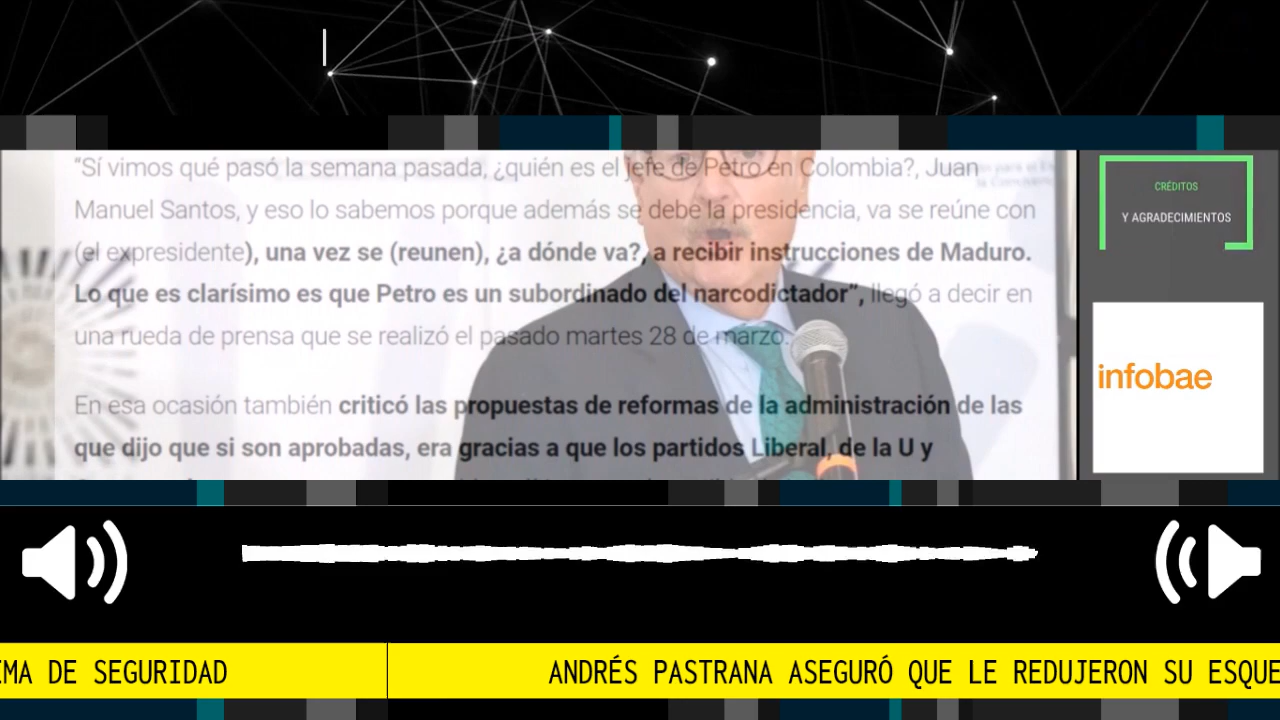 “Sí vimos qué pasó la semana pasada, ¿quién es el jefe de Petro en Colombia?, Juan
Manuel Santos, y eso lo sabemos porque además se debe la presidencia, va se reúne con
(el expresidente), una vez se (reunen), ¿a dónde va?, a recibir instrucciones de Maduro.
Lo que es clarísimo es que Petro es un subordinado del narcodictador”, llegó a decir en
una rueda de prensa que se realizó el pasado martes 28 de marzo.
En esa ocasión también criticó las propuestas de reformas de la administración de las
que dijo que si son aprobadas, era gracias a que los partidos Liberal, de la U y
CRÉDITOS
Y AGRADECIMIENTOS
infobae
EMA DE SEGURIDAD
ANDRÉS PASTRANA ASEGURÓ QUE LE REDUJERON SU ESQUE